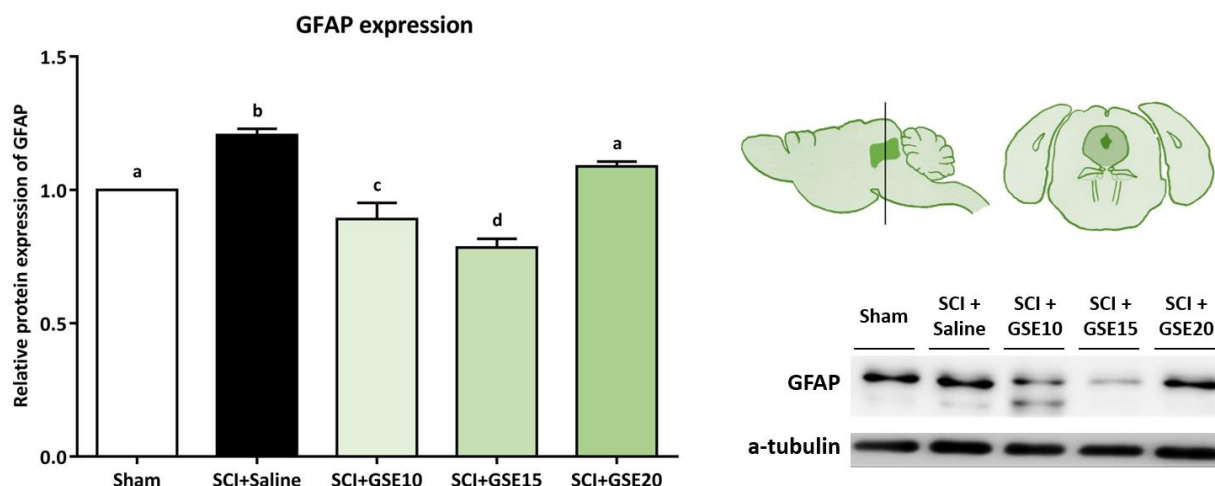 GFAP expression
Relative protein expression of GFAP
1.5
1.0
0.5
0.0
a
b
c
d
a
Sham
SCI+Saline
SCI+GSE10
SCI+GSE15
SCI+GSE20
Sham
SCI +
Saline
SCI +
GSE10
SCI +
GSE15
SCI +
GSE20
GFAP
a-tubulin